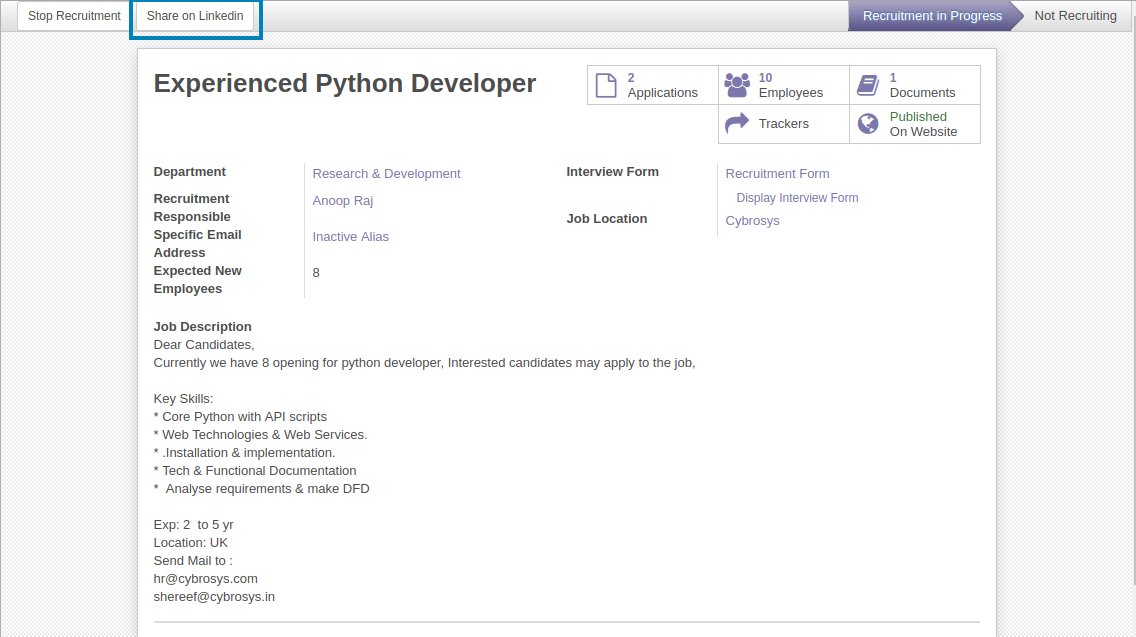 Stop Recruitment
Share on Linkedin
Recruitment in Progress
Not Recruiting
Experienced Python Developer
2
Applications
10
Employees
1
Documents
Trackers
Published
On Website
Department
Research & Development
Recruitment
Responsible
Anoop Raj
Specific Email
Address
Inactive Alias
Expected New
Employees
8
Interview Form
Recruitment Form
Display Interview Form
Job Location
Cybrosys
Job Description
Dear Candidates,
Currently we have 8 opening for python developer, Interested candidates may apply to the job,
Key Skills:
* Core Python with API scripts
* Web Technologies & Web Services.
* .Installation & implementation.
* Tech & Functional Documentation
*  Analyse requirements & make DFD
Exp: 2  to 5 yr
Location: UK
Send Mail to :
hr@cybrosys.com
shereef@cybrosys.in